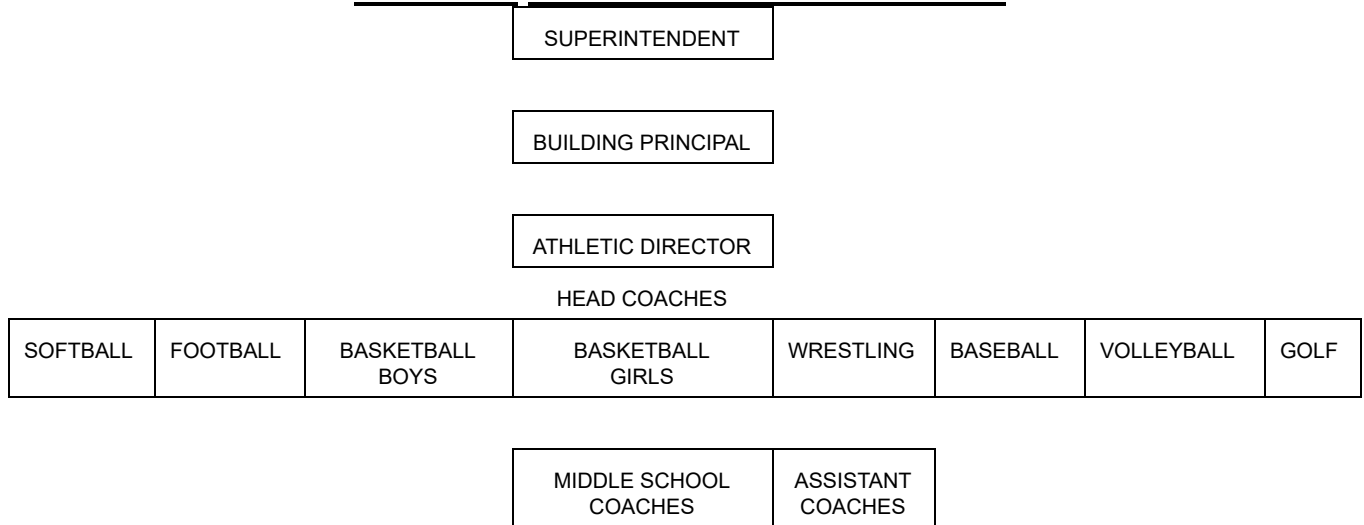 SUPERINTENDENT
BUILDING PRINCIPAL
ATHLETIC DIRECTOR
HEAD COACHES
SOFTBALL FOOTBALL BASKETBALL BASKETBALL WRESTLING BASEBALL VOLLEYBALL GOLF
BOYS GIRLS
MIDDLE SCHOOL ASSISTANT
COACHES COACHES